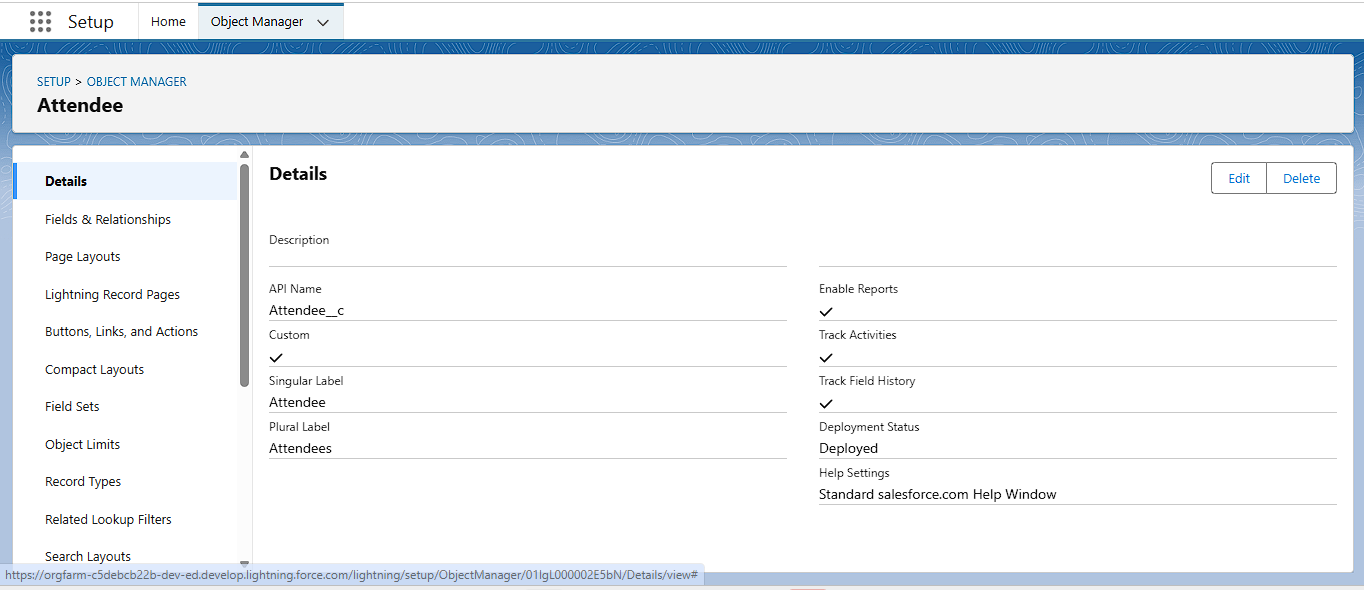 Setup Home Object Manager
SETUP > OBJECT MANAGER
Attendee
Details
Fields & Relationships
Page Layouts
Lightning Record Pages
Buttons, Links, and Actions
Compact Layouts
Field Sets
Object Limits
Record Types
Related Lookup Filters
Search Layouts
Details
Edit Delete
Description
API Name
Attendee__c
Custom
Singular Label
Attendee
Plural Label
Attendees
Enable Reports
Track Activities
Track Field History
Deployment Status
Deployed
Help Settings
Standard salesforce.com Help Window
https://orgfarm-c5debcb22b-dev-ed.develop.lightning.force.com/lightning/setup/ObjectManager/01IgL000002E5bN/Details/view#